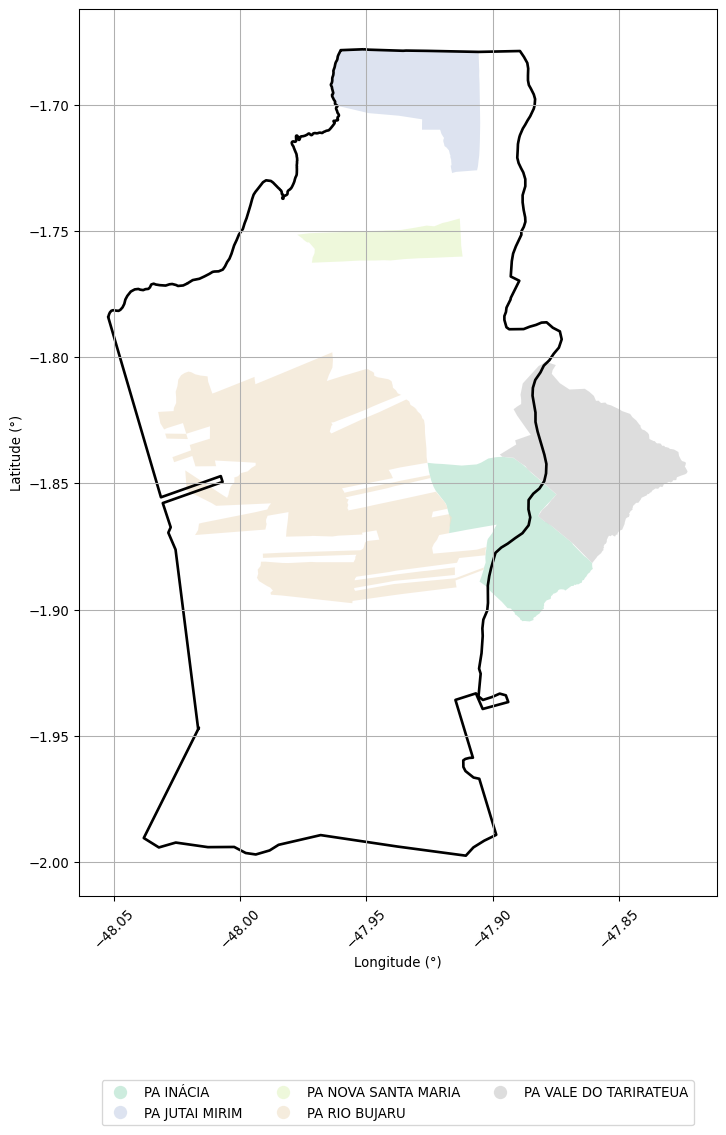 −1.70
−1.75
−1.80
−1.85
−1.90
−1.95
−2.00
Latitude (°)
−48.05
−48.00
−47.95
−47.90
−47.85
Longitude (°)
PA INÁCIA
PA JUTAI MIRIM
PA NOVA SANTA MARIA
PA RIO BUJARU
PA VALE DO TARIRATEUA